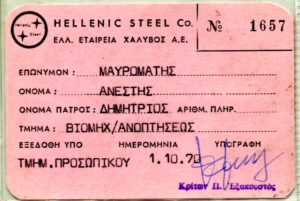 HELLENIC STEEL Co.
ΕΛΛ. ΕΤΑΙΡΕΙΑ ΧΑΛΥΒΟΣ Α.Ε.
№ 1657
ΕΠΩΝΥΜΟΝ : ΜΑΥΡΟΜΑΤΗΣ
ΟΝΟΜΑ : ΑΝΕΣΤΗΣ
ΟΝΟΜΑ ΠΑΤΡΟΣ: ΔΗΜΗΤΡΙΟΣ ΑΡΙΘΜ. ΠΛΗΡ.
ΤΜΗΜΑ : ΒΙΟΜΗΧ/ΑΝΟΠΤΗΣΕΩΣ
ΕΞΕΔΟΘΗ ΥΠΟ ΗΜΕΡΟΜΗΝΙΑ ΥΠΟΓΡΑΦΗ
ΤΜΗΜ.ΠΡΟΣΩΠΙΚΟΥ 1.10.70
Κρίτων Π. Εξακουστός